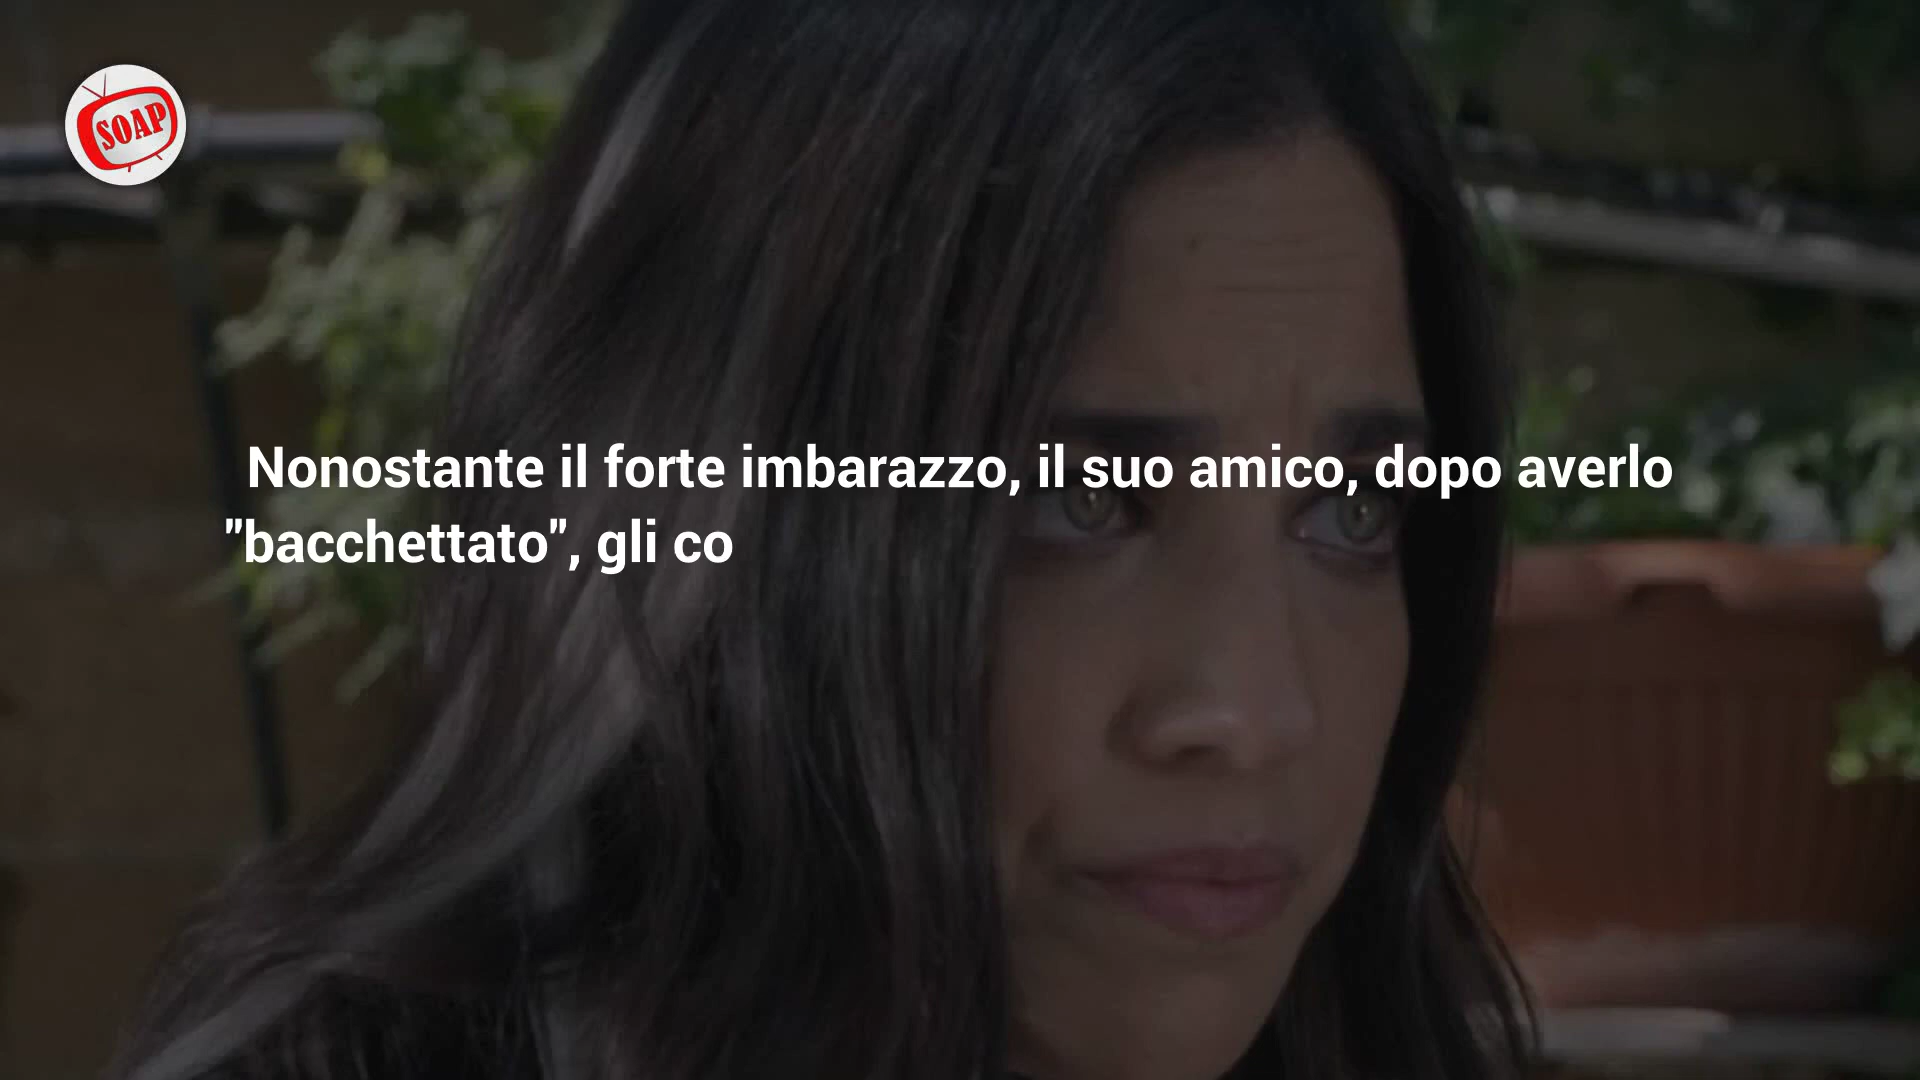 SOAP
Nonostante il forte imbarazzo, il suo amico, dopo averlo
"bacchettato", gli co